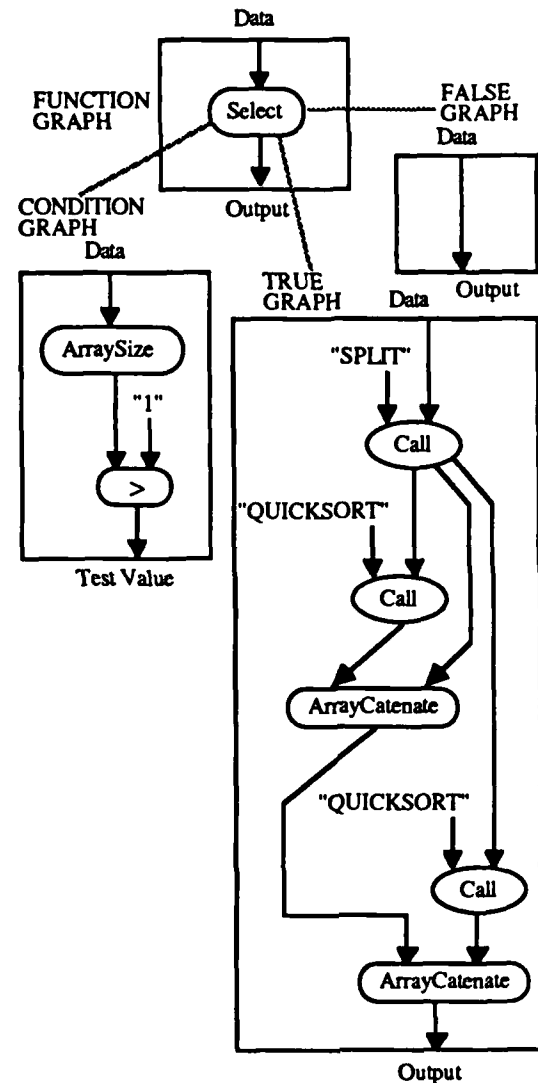 Data
FUNCTION
GRAPH
Select
FALSE
GRAPH
Data
CONDITION
GRAPH
Output
Data
TRUE
GRAPH
Output
Data
ArraySize
"1"
>
Test Value
"SPLIT"
Call
"QUICKSORT"
Call
ArrayCatenate
"QUICKSORT"
Call
ArrayCatenate
Output